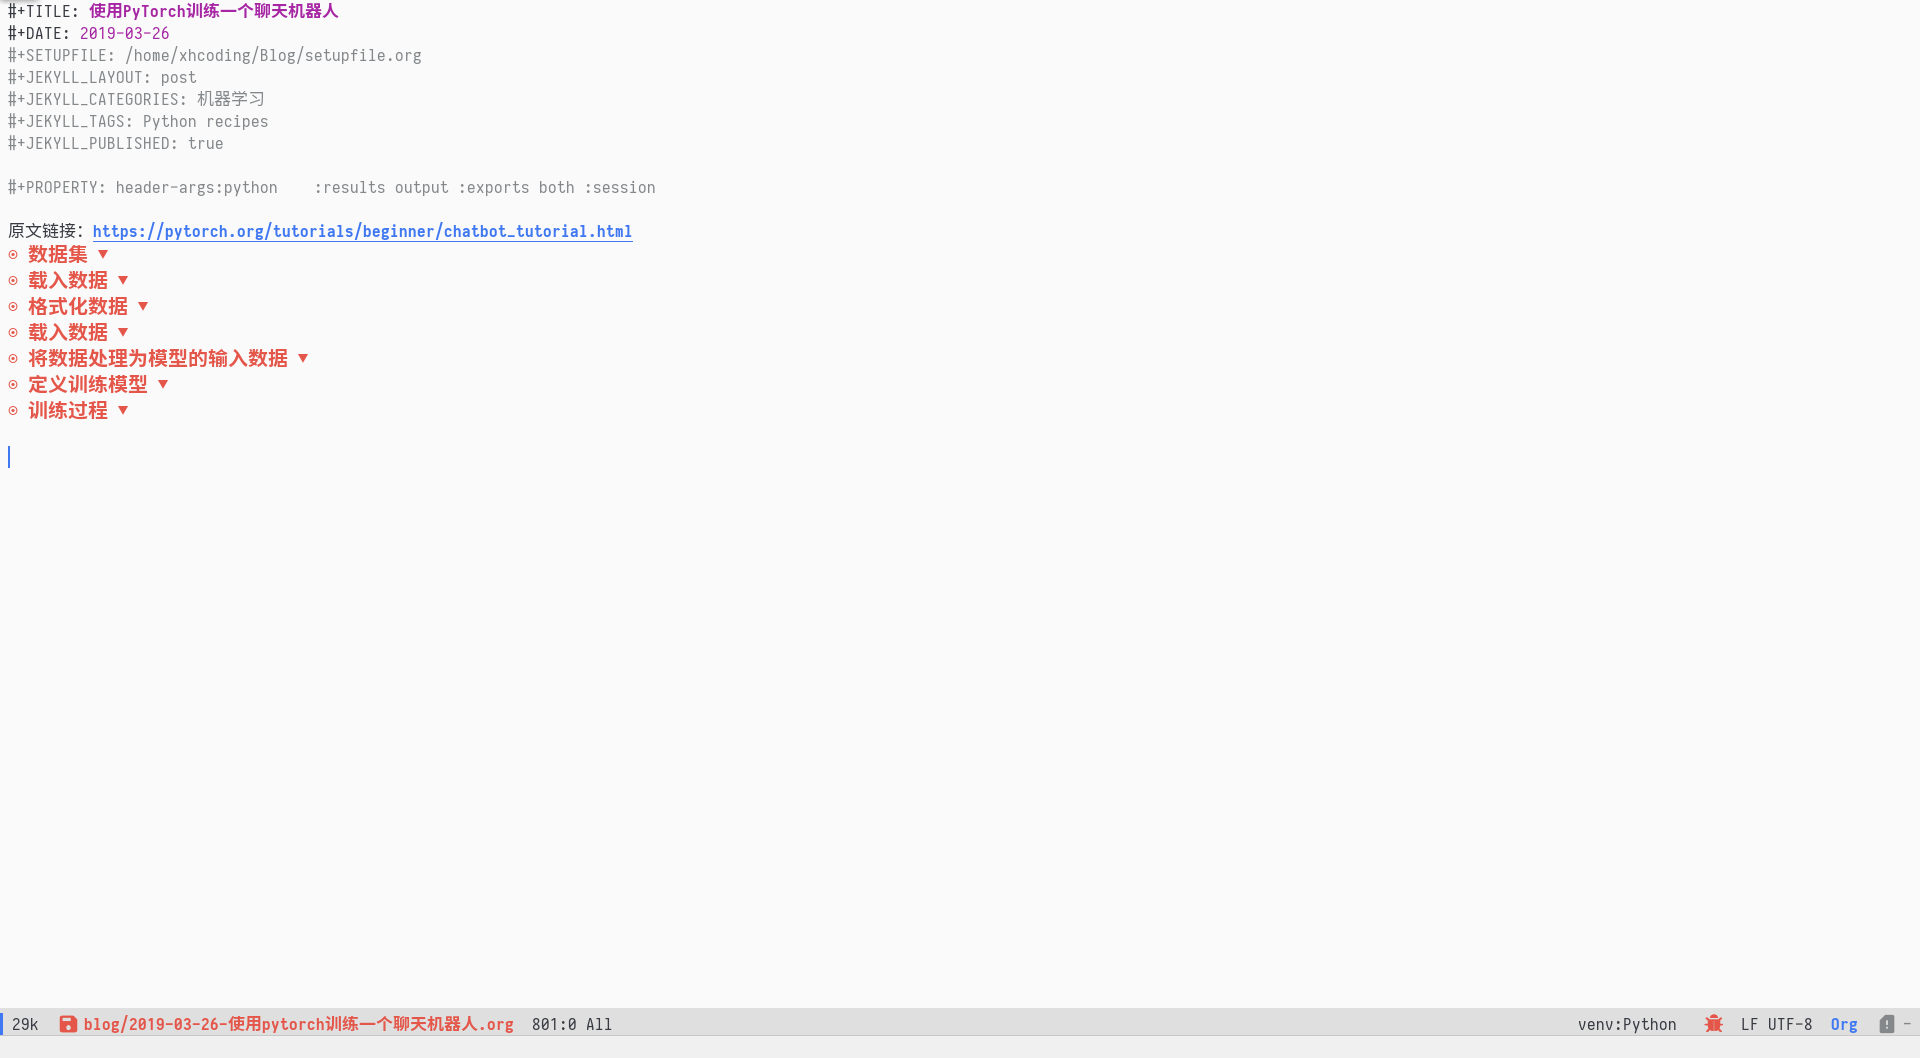 #+TITLE: 使用PyTorch训练一个聊天机器人
#+DATE: 2019-03-26
#+SETUPFILE: /home/xhcoding/Blog/setupfile.org
#+JEKYLL_LAYOUT: post
#+JEKYLL_CATEGORIES: 机器学习
#+JEKYLL_TAGS: Python recipes
#+JEKYLL_PUBLISHED: true
#+PROPERTY: header-args:python    :results output :exports both :session
原文链接: https://pytorch.org/tutorials/beginner/chatbot_tutorial.html
数据集 ▼
载入数据 ▼
格式化数据 ▼
载入数据 ▼
将数据处理为模型的输入数据 ▼
定义训练模型 ▼
训练过程 ▼
29k blog/2019-03-26-使用pytorch训练一个聊天机器人.org 801:0 All venv:Python LF UTF-8 Org -